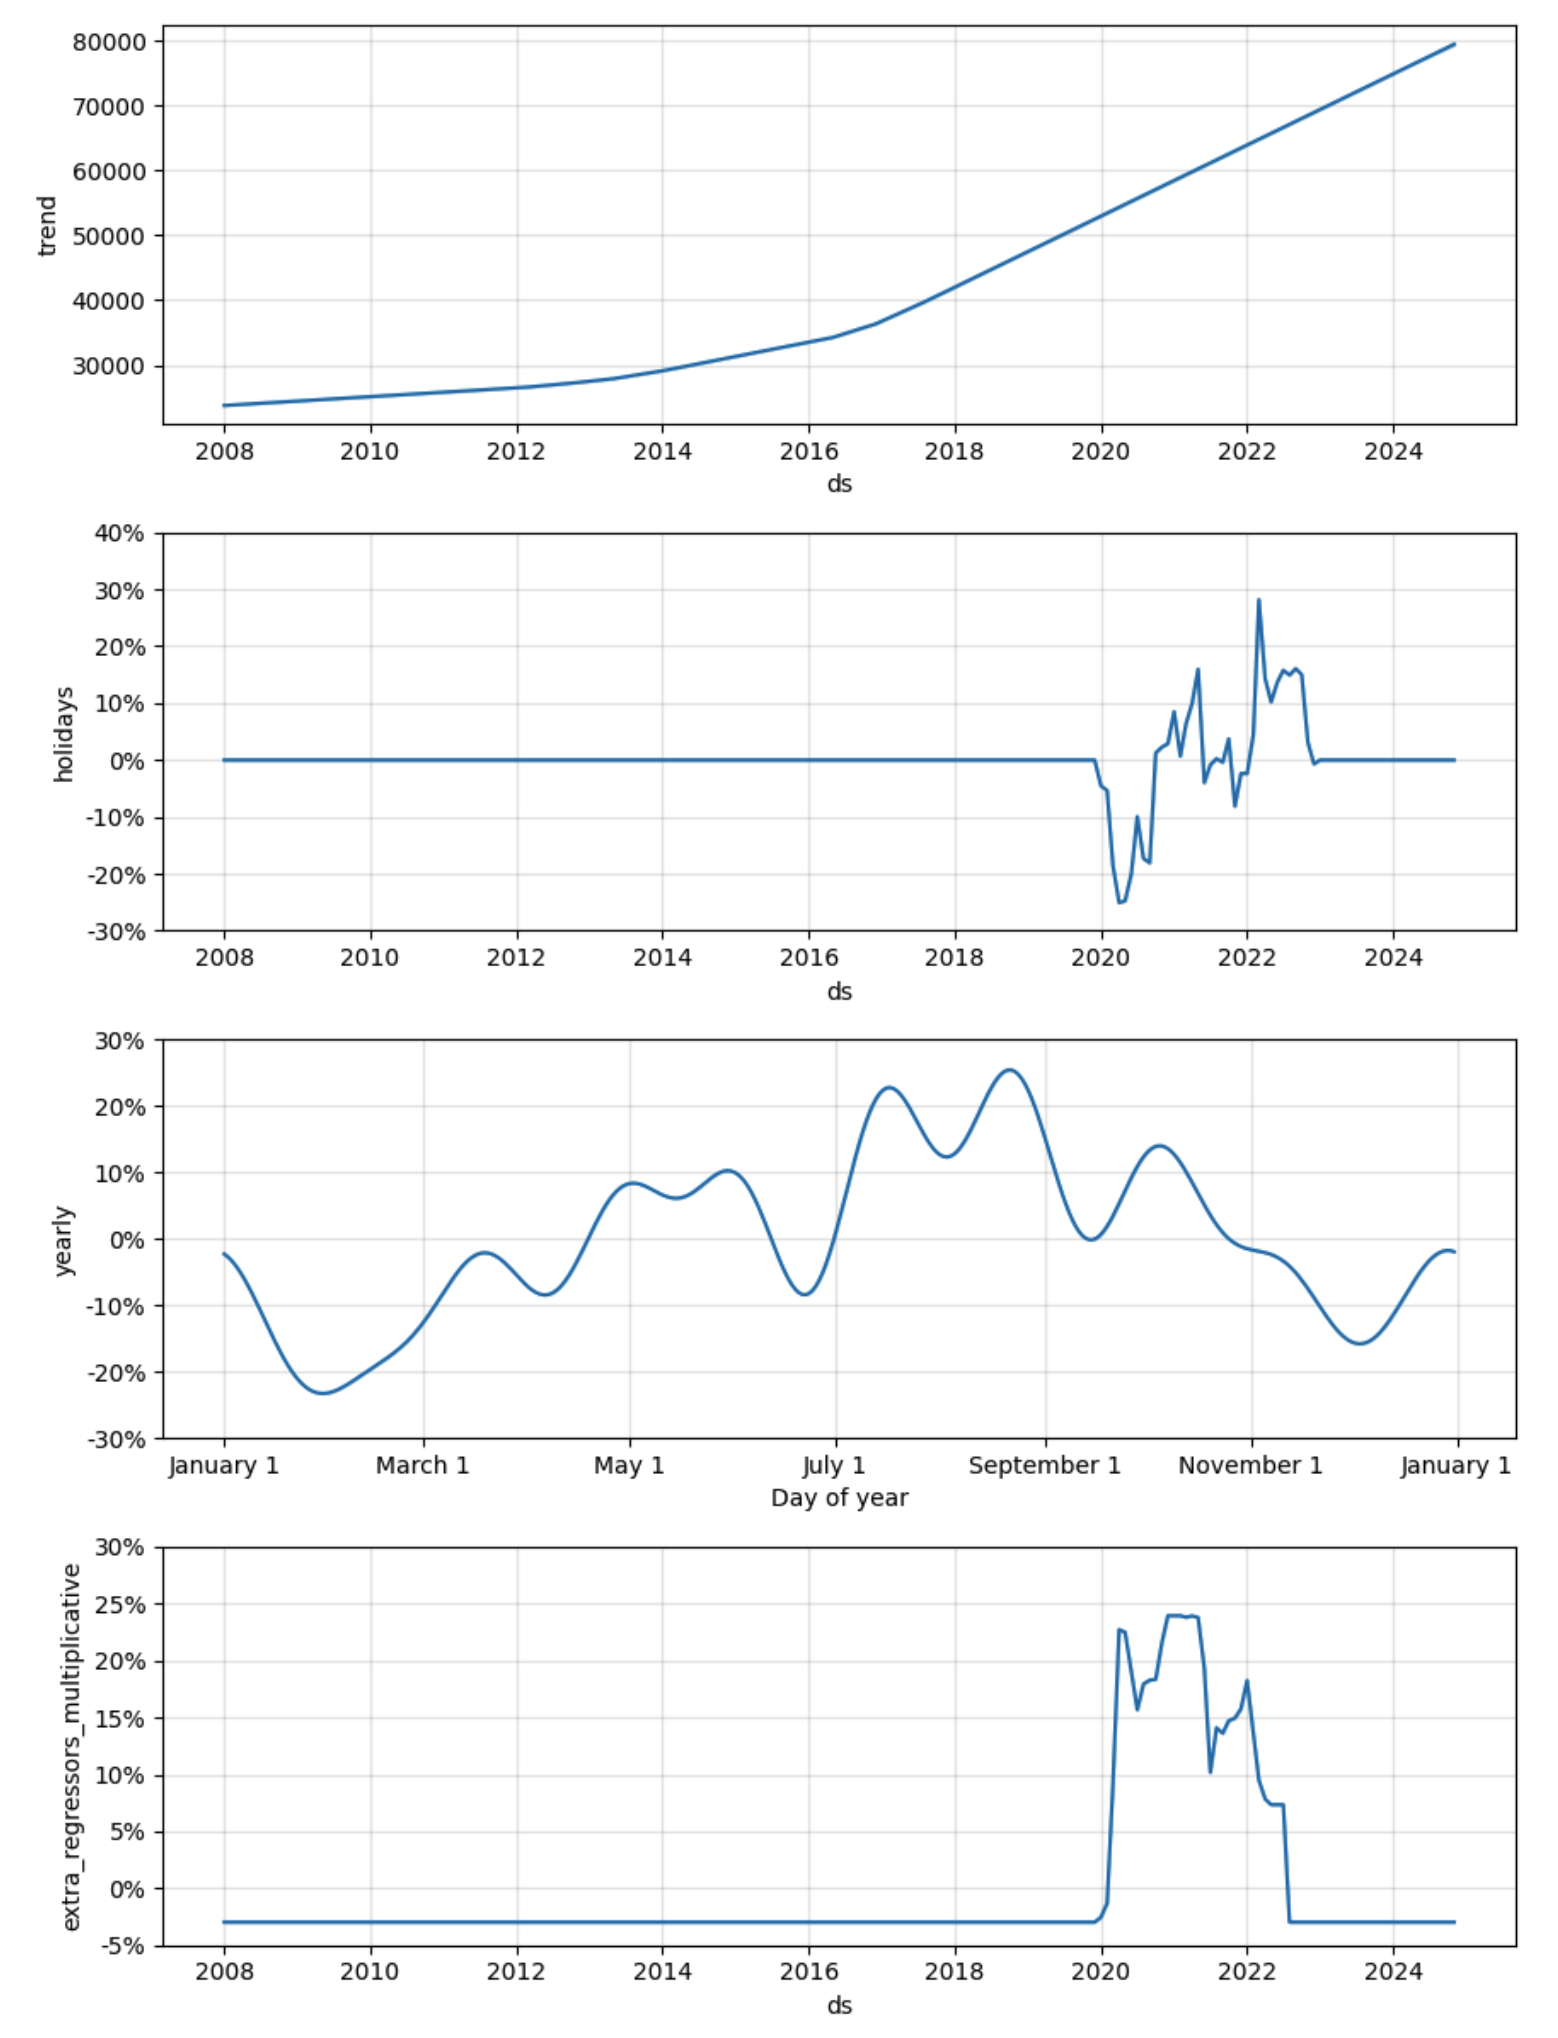 80000
70000
60000
50000
40000
30000
trend
2008 2010 2012 2014 2016 2018 2020 2022 2024
ds
40%
30%
20%
10%
0%
-10%
-20%
-30%
holidays
2008 2010 2012 2014 2016 2018 2020 2022 2024
ds
30%
20%
10%
0%
-10%
-20%
-30%
yearly
January 1 March 1 May 1 July 1 September 1 November 1 January 1
Day of year
30%
25%
20%
15%
10%
5%
0%
-5%
extra_regressors_multiplicative
2008 2010 2012 2014 2016 2018 2020 2022 2024
ds